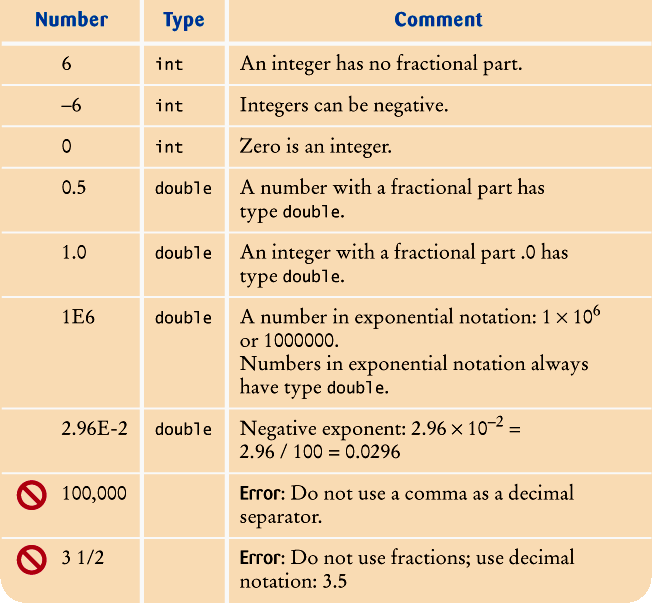 Number Type Comment
6 int An integer has no fractional part.
–6 int Integers can be negative.
0 int Zero is an integer.
0.5 double A number with a fractional part has
type double.
1.0 double An integer with a fractional part .0 has
type double.
1E6 double A number in exponential notation: 1 × 10⁶
or 1000000.
Numbers in exponential notation always
have type double.
2.96E-2 double Negative exponent: 2.96 × 10⁻² =
2.96 / 100 = 0.0296
100,000 Error: Do not use a comma as a decimal
separator.
3 1/2 Error: Do not use fractions; use decimal
notation: 3.5